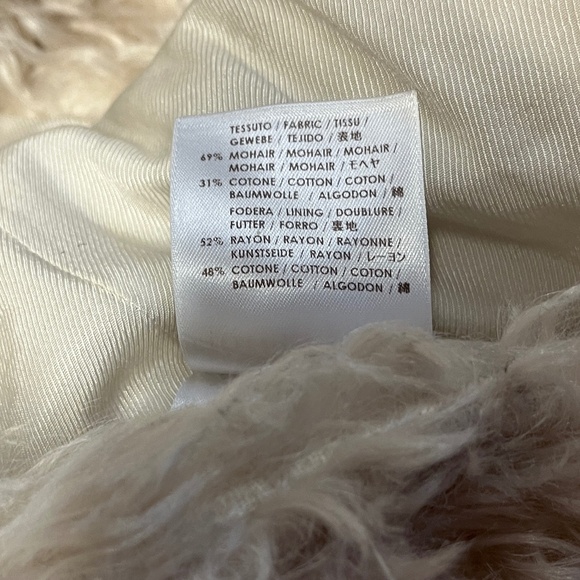 TESSUTO / FABRIC / TISSU /
GEWEBE / TEJIDO / 表地
69% MOHAIR / MOHAIR / MOHAIR /
MOHAIR / MOHAIR / モヘヤ
31% COTONE / COTTON / COTON /
BAUMWOLLE / ALGODON / 綿
FODERA / LINING / DOUBLURE /
FUTTER / FORRO / 裏地
52% RAYON / RAYON / RAYONNE /
KUNSTSEIDE / RAYON / レーヨン
48% COTONE / COTTON / COTON /
BAUMWOLLE / ALGODON / 綿